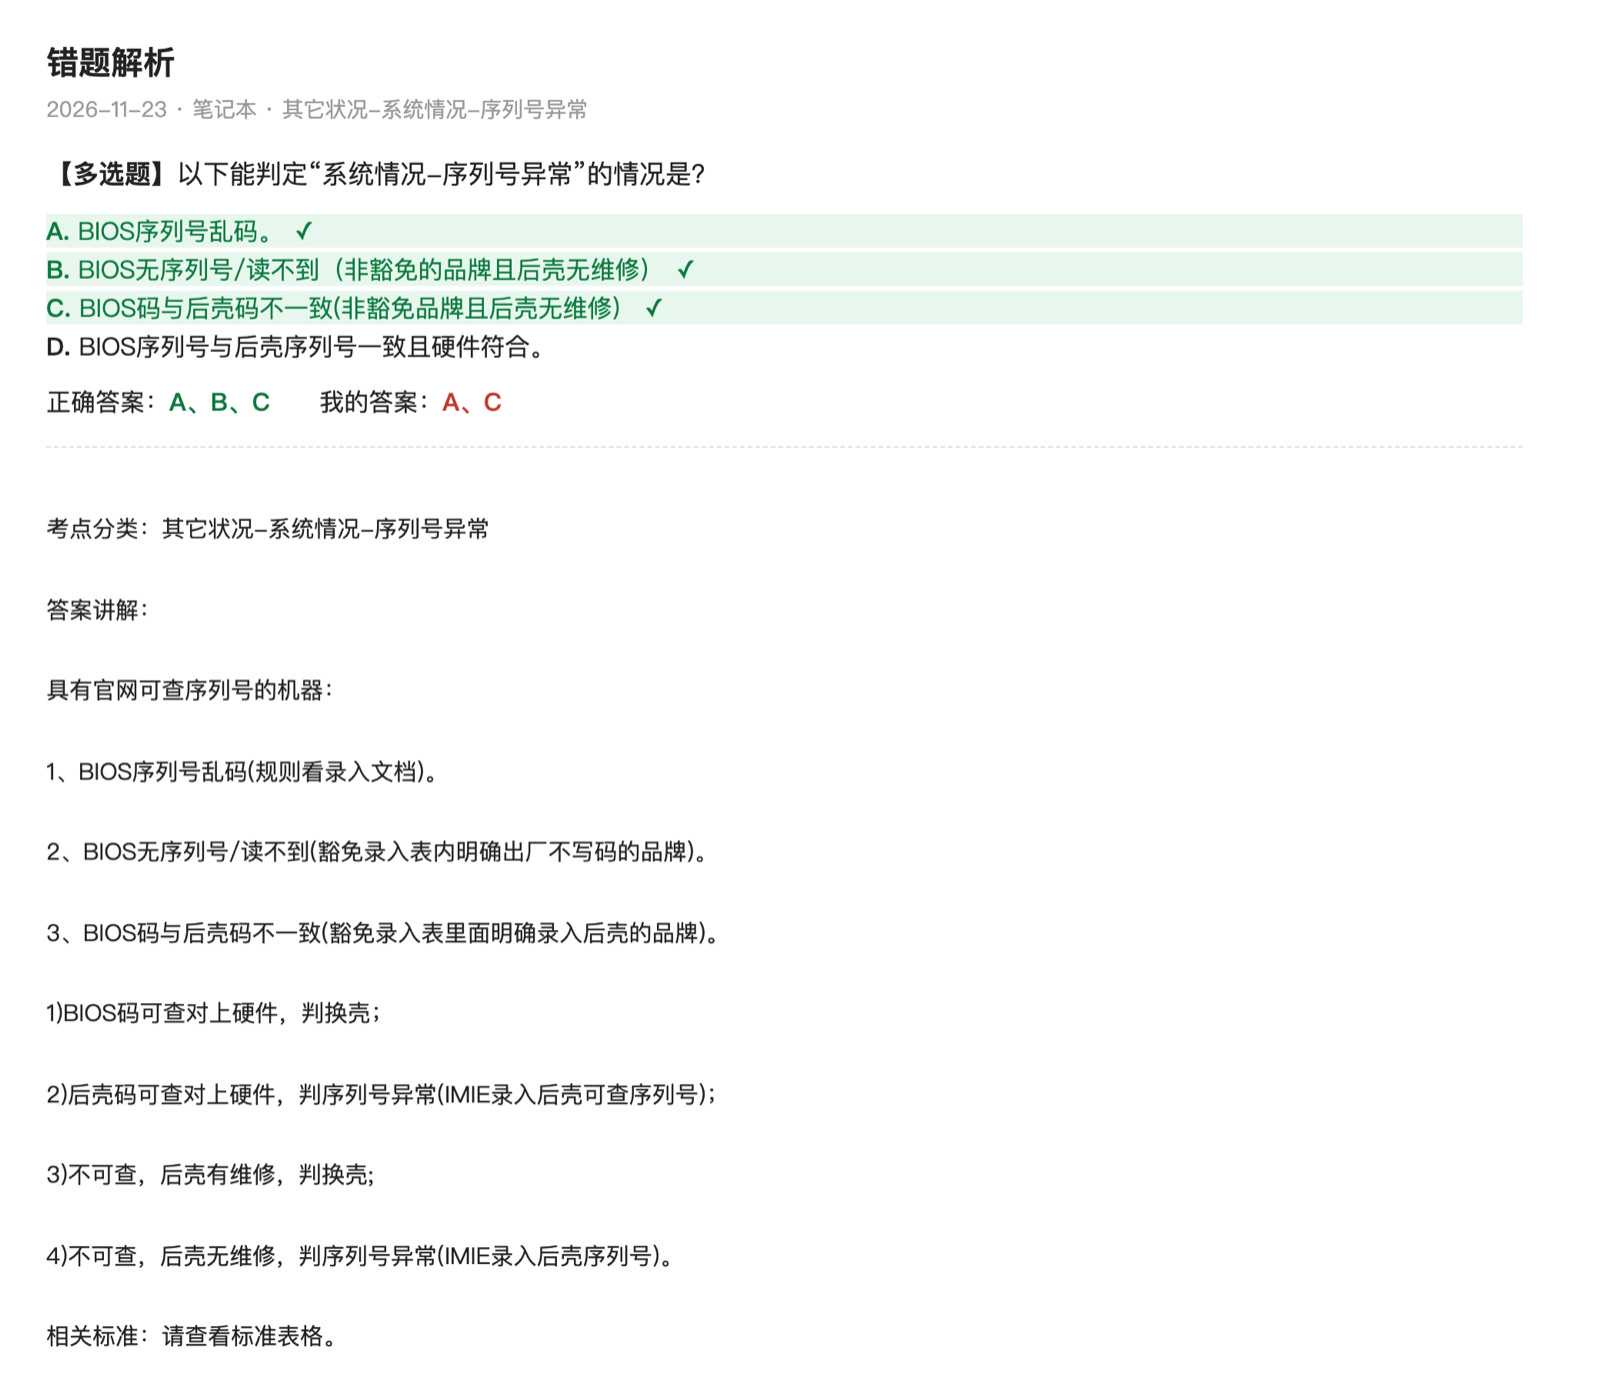 错题解析
2026-11-23 · 笔记本 · 其它状况-系统情况-序列号异常
【多选题】以下能判定“系统情况-序列号异常”的情况是?
A. BIOS序列号乱码。 ✓
B. BIOS无序列号/读不到（非豁免的品牌且后壳无维修） ✓
C. BIOS码与后壳码不一致(非豁免品牌且后壳无维修) ✓
D. BIOS序列号与后壳序列号一致且硬件符合。
正确答案：A、B、C 我的答案：A、C
考点分类：其它状况-系统情况-序列号异常
答案讲解：
具有官网可查序列号的机器：
1、BIOS序列号乱码(规则看录入文档)。
2、BIOS无序列号/读不到(豁免录入表内明确出厂不写码的品牌)。
3、BIOS码与后壳码不一致(豁免录入表里面明确录入后壳的品牌)。
1)BIOS码可查对上硬件，判换壳；
2)后壳码可查对上硬件，判序列号异常(IMIE录入后壳可查序列号)；
3)不可查，后壳有维修，判换壳;
4)不可查，后壳无维修，判序列号异常(IMIE录入后壳序列号)。
相关标准：请查看标准表格。